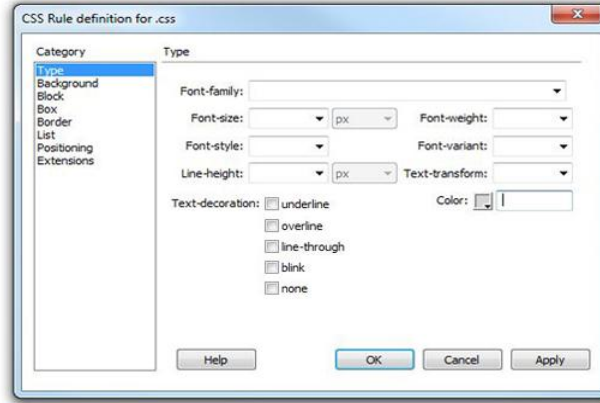 CSS Rule definition for .css
Category
Type
Type
Background
Block
Box
Border
List
Positioning
Extensions
Font-family:
Font-size: px Font-weight:
Font-style: Font-variant:
Line-height: px Text-transform:
Text-decoration: underline Color:
overline
line-through
blink
none
Help OK Cancel Apply